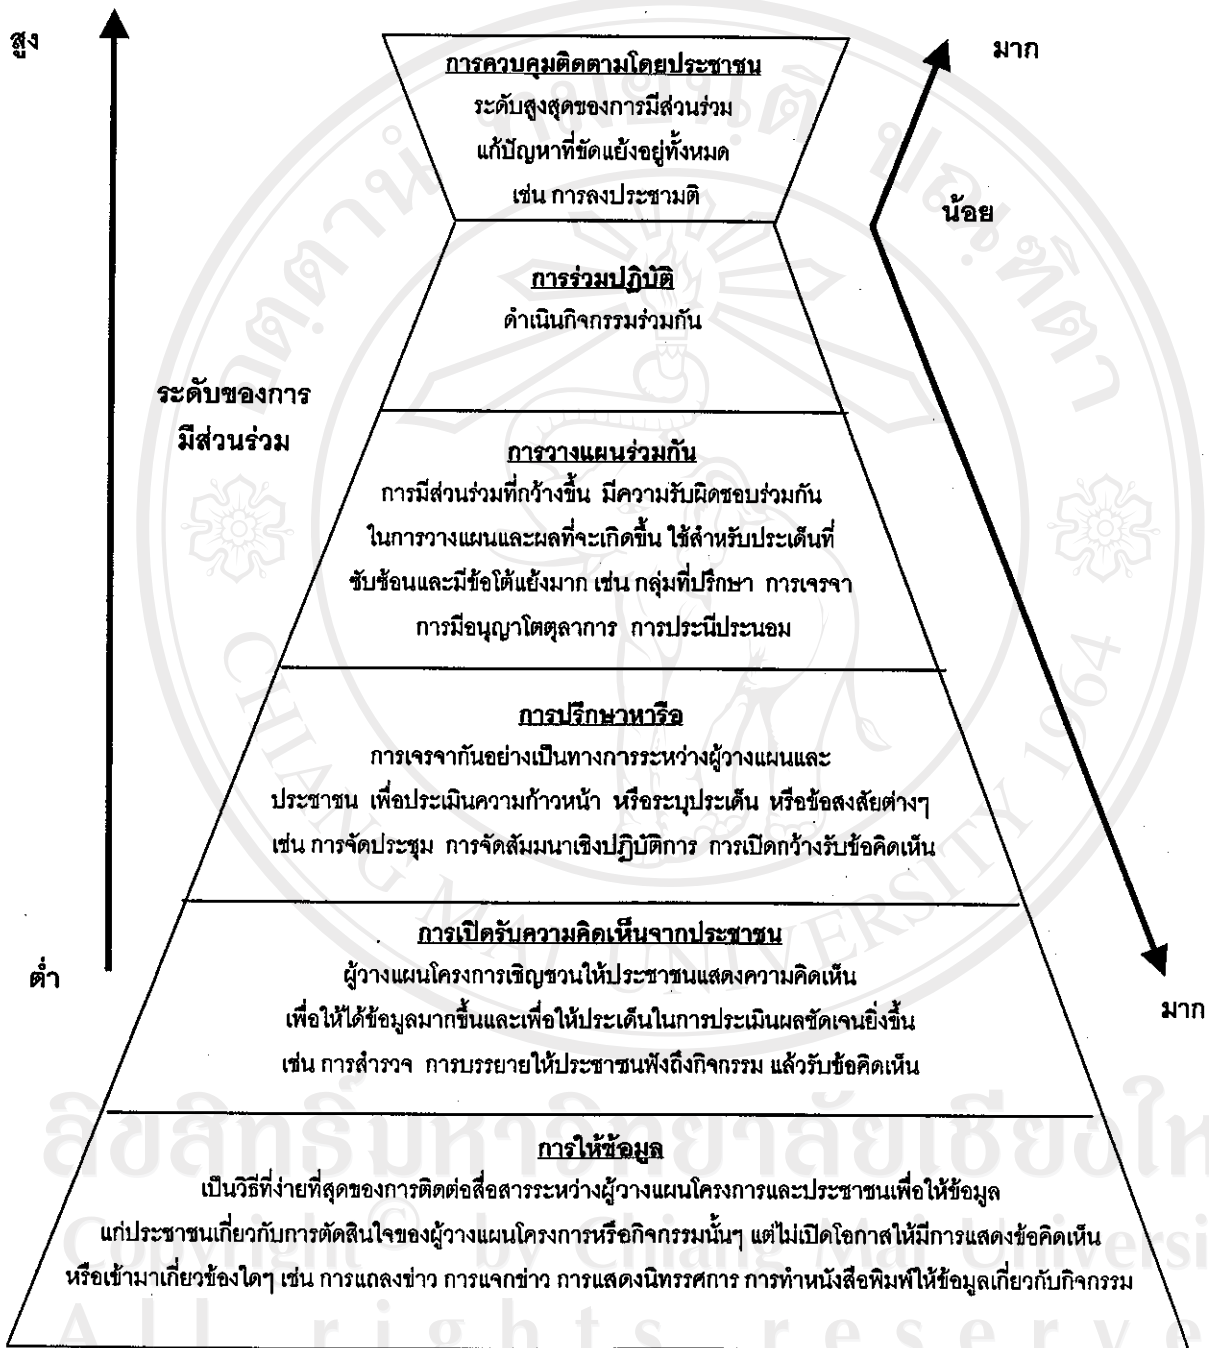 สูง
มาก
การควบคุมติดตามโดยประชาชน
ระดับสูงสุดของการมีส่วนร่วม
แก้ปัญหาที่ขัดแย้งอยู่ทั้งหมด
เช่น การลงประชามติ
น้อย
การร่วมปฏิบัติ
ดำเนินกิจกรรมร่วมกัน
ระดับของการ
มีส่วนร่วม
การวางแผนร่วมกัน
การมีส่วนร่วมที่กว้างขึ้น มีความรับผิดชอบร่วมกัน
ในการวางแผนและผลที่จะเกิดขึ้น ใช้สำหรับประเด็นที่
ซับซ้อนและมีข้อโต้แย้งมาก เช่น กลุ่มที่ปรึกษา การเจรจา
การมีอนุญาโตตุลาการ การประนีประนอม
การปรึกษาหารือ
การเจรจากันอย่างเป็นทางการระหว่างผู้วางแผนและ
ประชาชน เพื่อประเมินความก้าวหน้า หรือระบุประเด็น หรือข้อสงสัยต่างๆ
เช่น การจัดประชุม การจัดสัมมนาเชิงปฏิบัติการ การเปิดกว้างรับข้อคิดเห็น
การเปิดรับความคิดเห็นจากประชาชน
ผู้วางแผนโครงการเชิญชวนให้ประชาชนแสดงความคิดเห็น
เพื่อให้ได้ข้อมูลมากขึ้นและเพื่อให้ประเด็นในการประเมินผลชัดเจนยิ่งขึ้น
เช่น การสำรวจ การบรรยายให้ประชาชนฟังถึงกิจกรรม แล้วรับข้อคิดเห็น
ต่ำ
มาก
การให้ข้อมูล
เป็นวิธีที่ง่ายที่สุดของการติดต่อสื่อสารระหว่างผู้วางแผนโครงการและประชาชนเพื่อให้ข้อมูล
แก่ประชาชนเกี่ยวกับการตัดสินใจของผู้วางแผนโครงการหรือกิจกรรมนั้นๆ แต่ไม่เปิดโอกาสให้มีการแสดงข้อคิดเห็น
หรือเข้ามาเกี่ยวข้องใดๆ เช่น การแถลงข่าว การแจกข่าว การแสดงนิทรรศการ การทำหนังสือพิมพ์ให้ข้อมูลเกี่ยวกับกิจกรรม
CHIANG MAI UNIVERSITY 1964
ลิขสิทธิ์มหาวิทยาลัยเชียงให
Copyright © by Chiang Mai Universi
All rights reserve